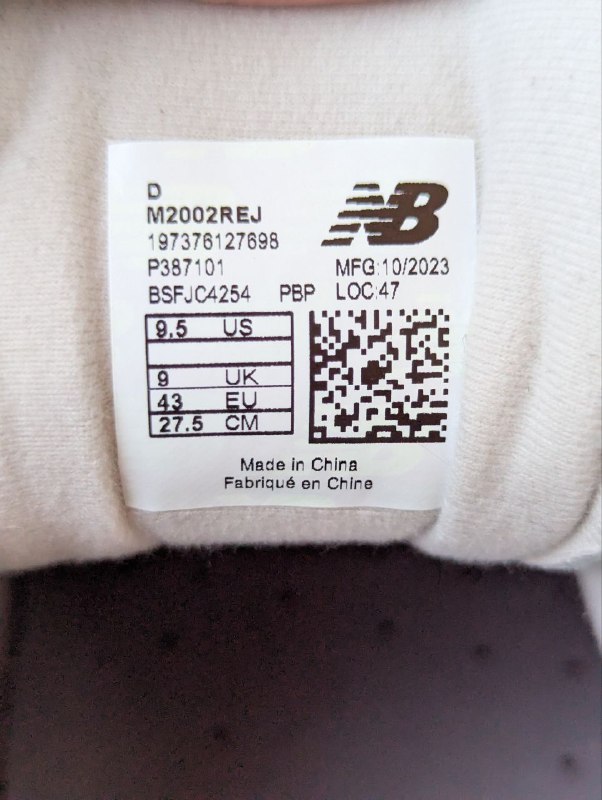 D
M2002REJ
NB
197376127698
P387101 MFG:10/2023
BSFJC4254 PBP LOC:47
9.5 US
9 UK
43 EU
27.5 CM
Made in China
Fabriqué en Chine